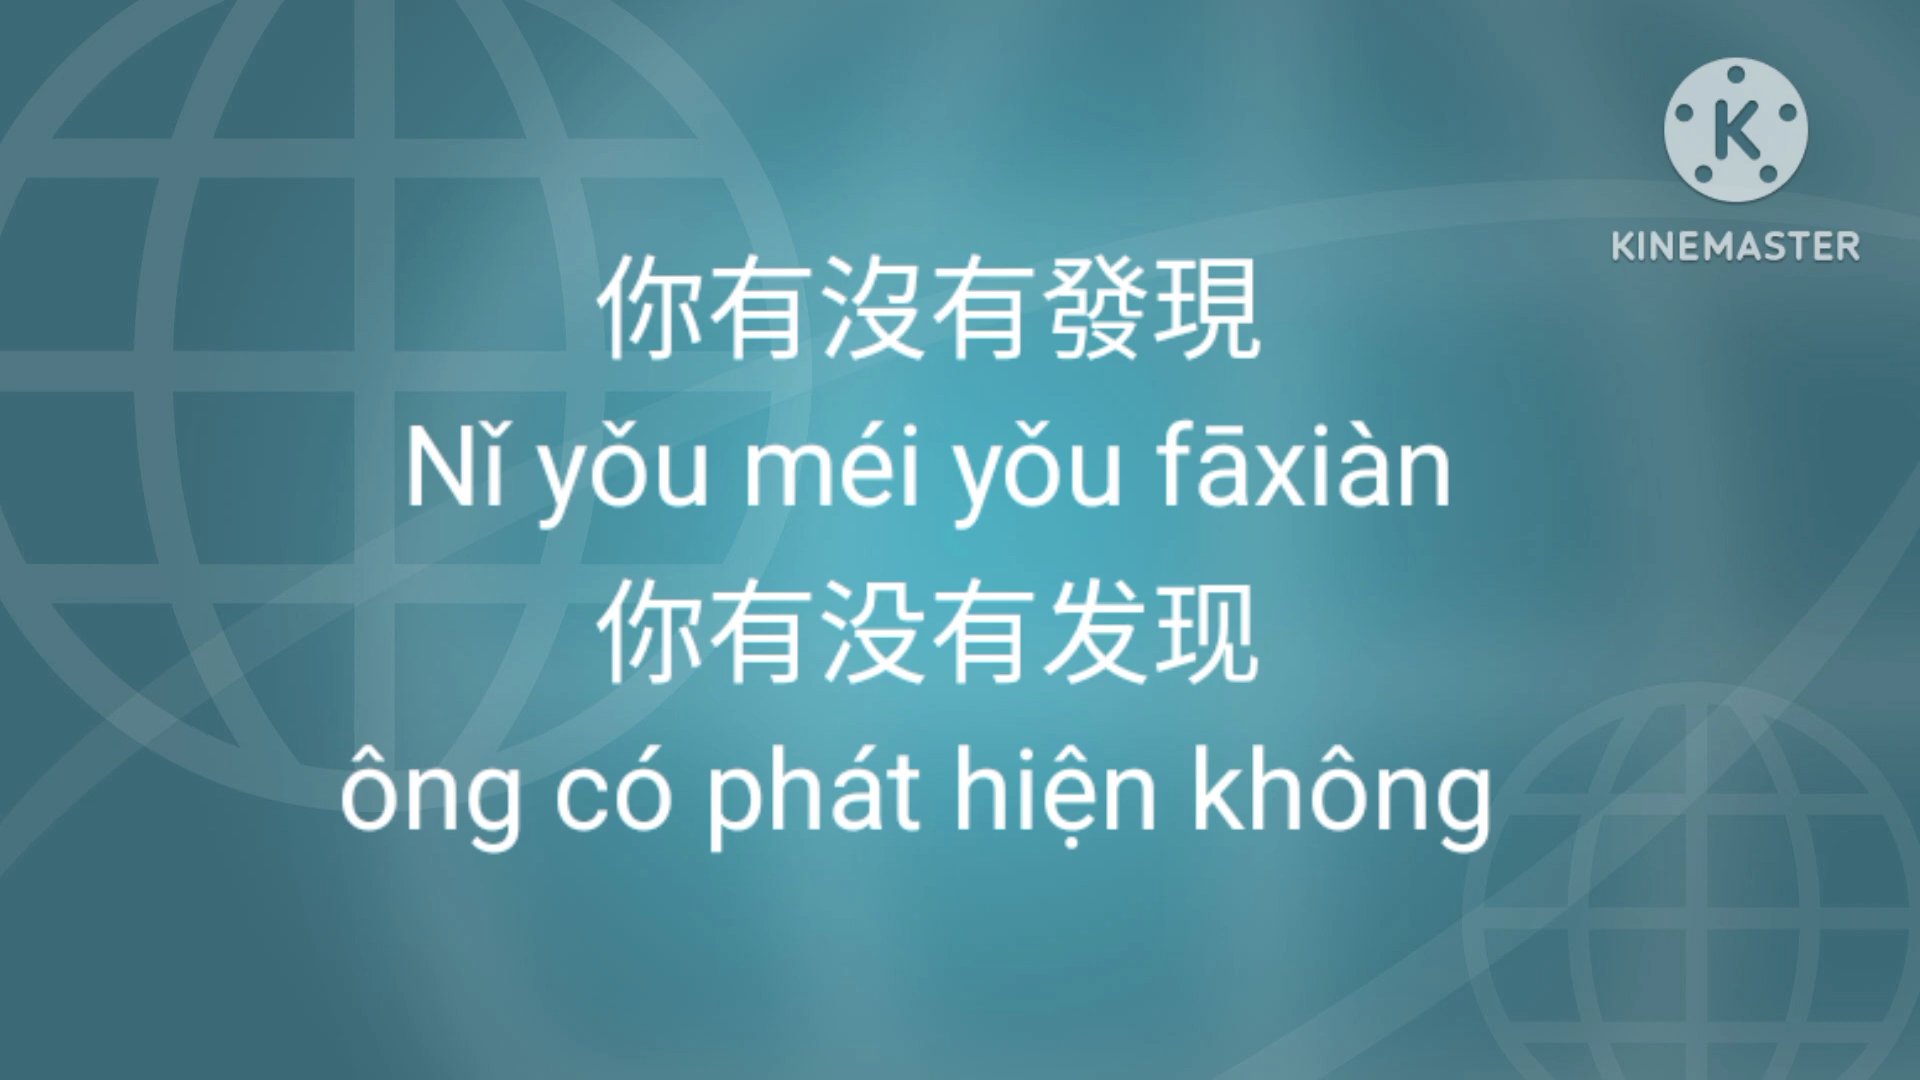 KINEMASTER
你有沒有發現
Nǐ yǒu méi yǒu fāxiàn
你有没有发现
ông có phát hiện không